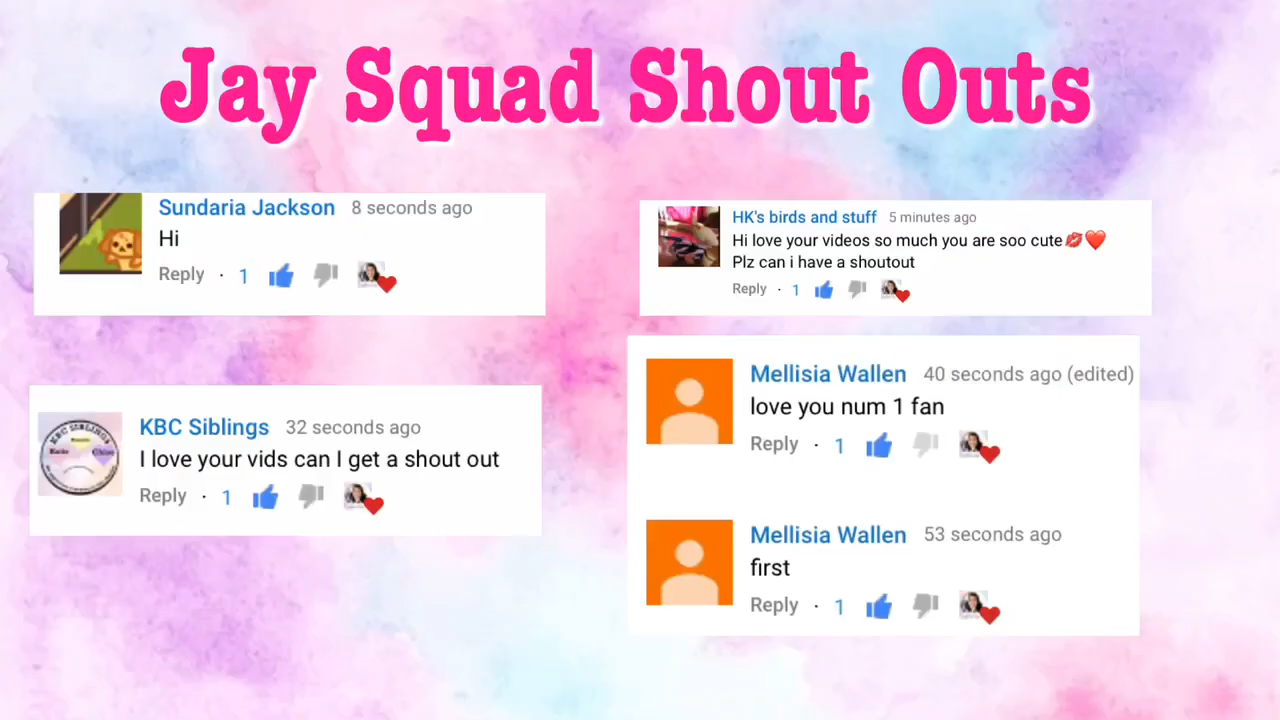 Jay Squad Shout Outs
Sundaria Jackson 8 seconds ago
Hi
Reply · 1
HK's birds and stuff 5 minutes ago
Hi love your videos so much you are soo cute💋❤️
Plz can i have a shoutout
Reply · 1
KBC Siblings 32 seconds ago
I love your vids can I get a shout out
Reply · 1
Mellisia Wallen 40 seconds ago (edited)
love you num 1 fan
Reply · 1
Mellisia Wallen 53 seconds ago
first
Reply · 1